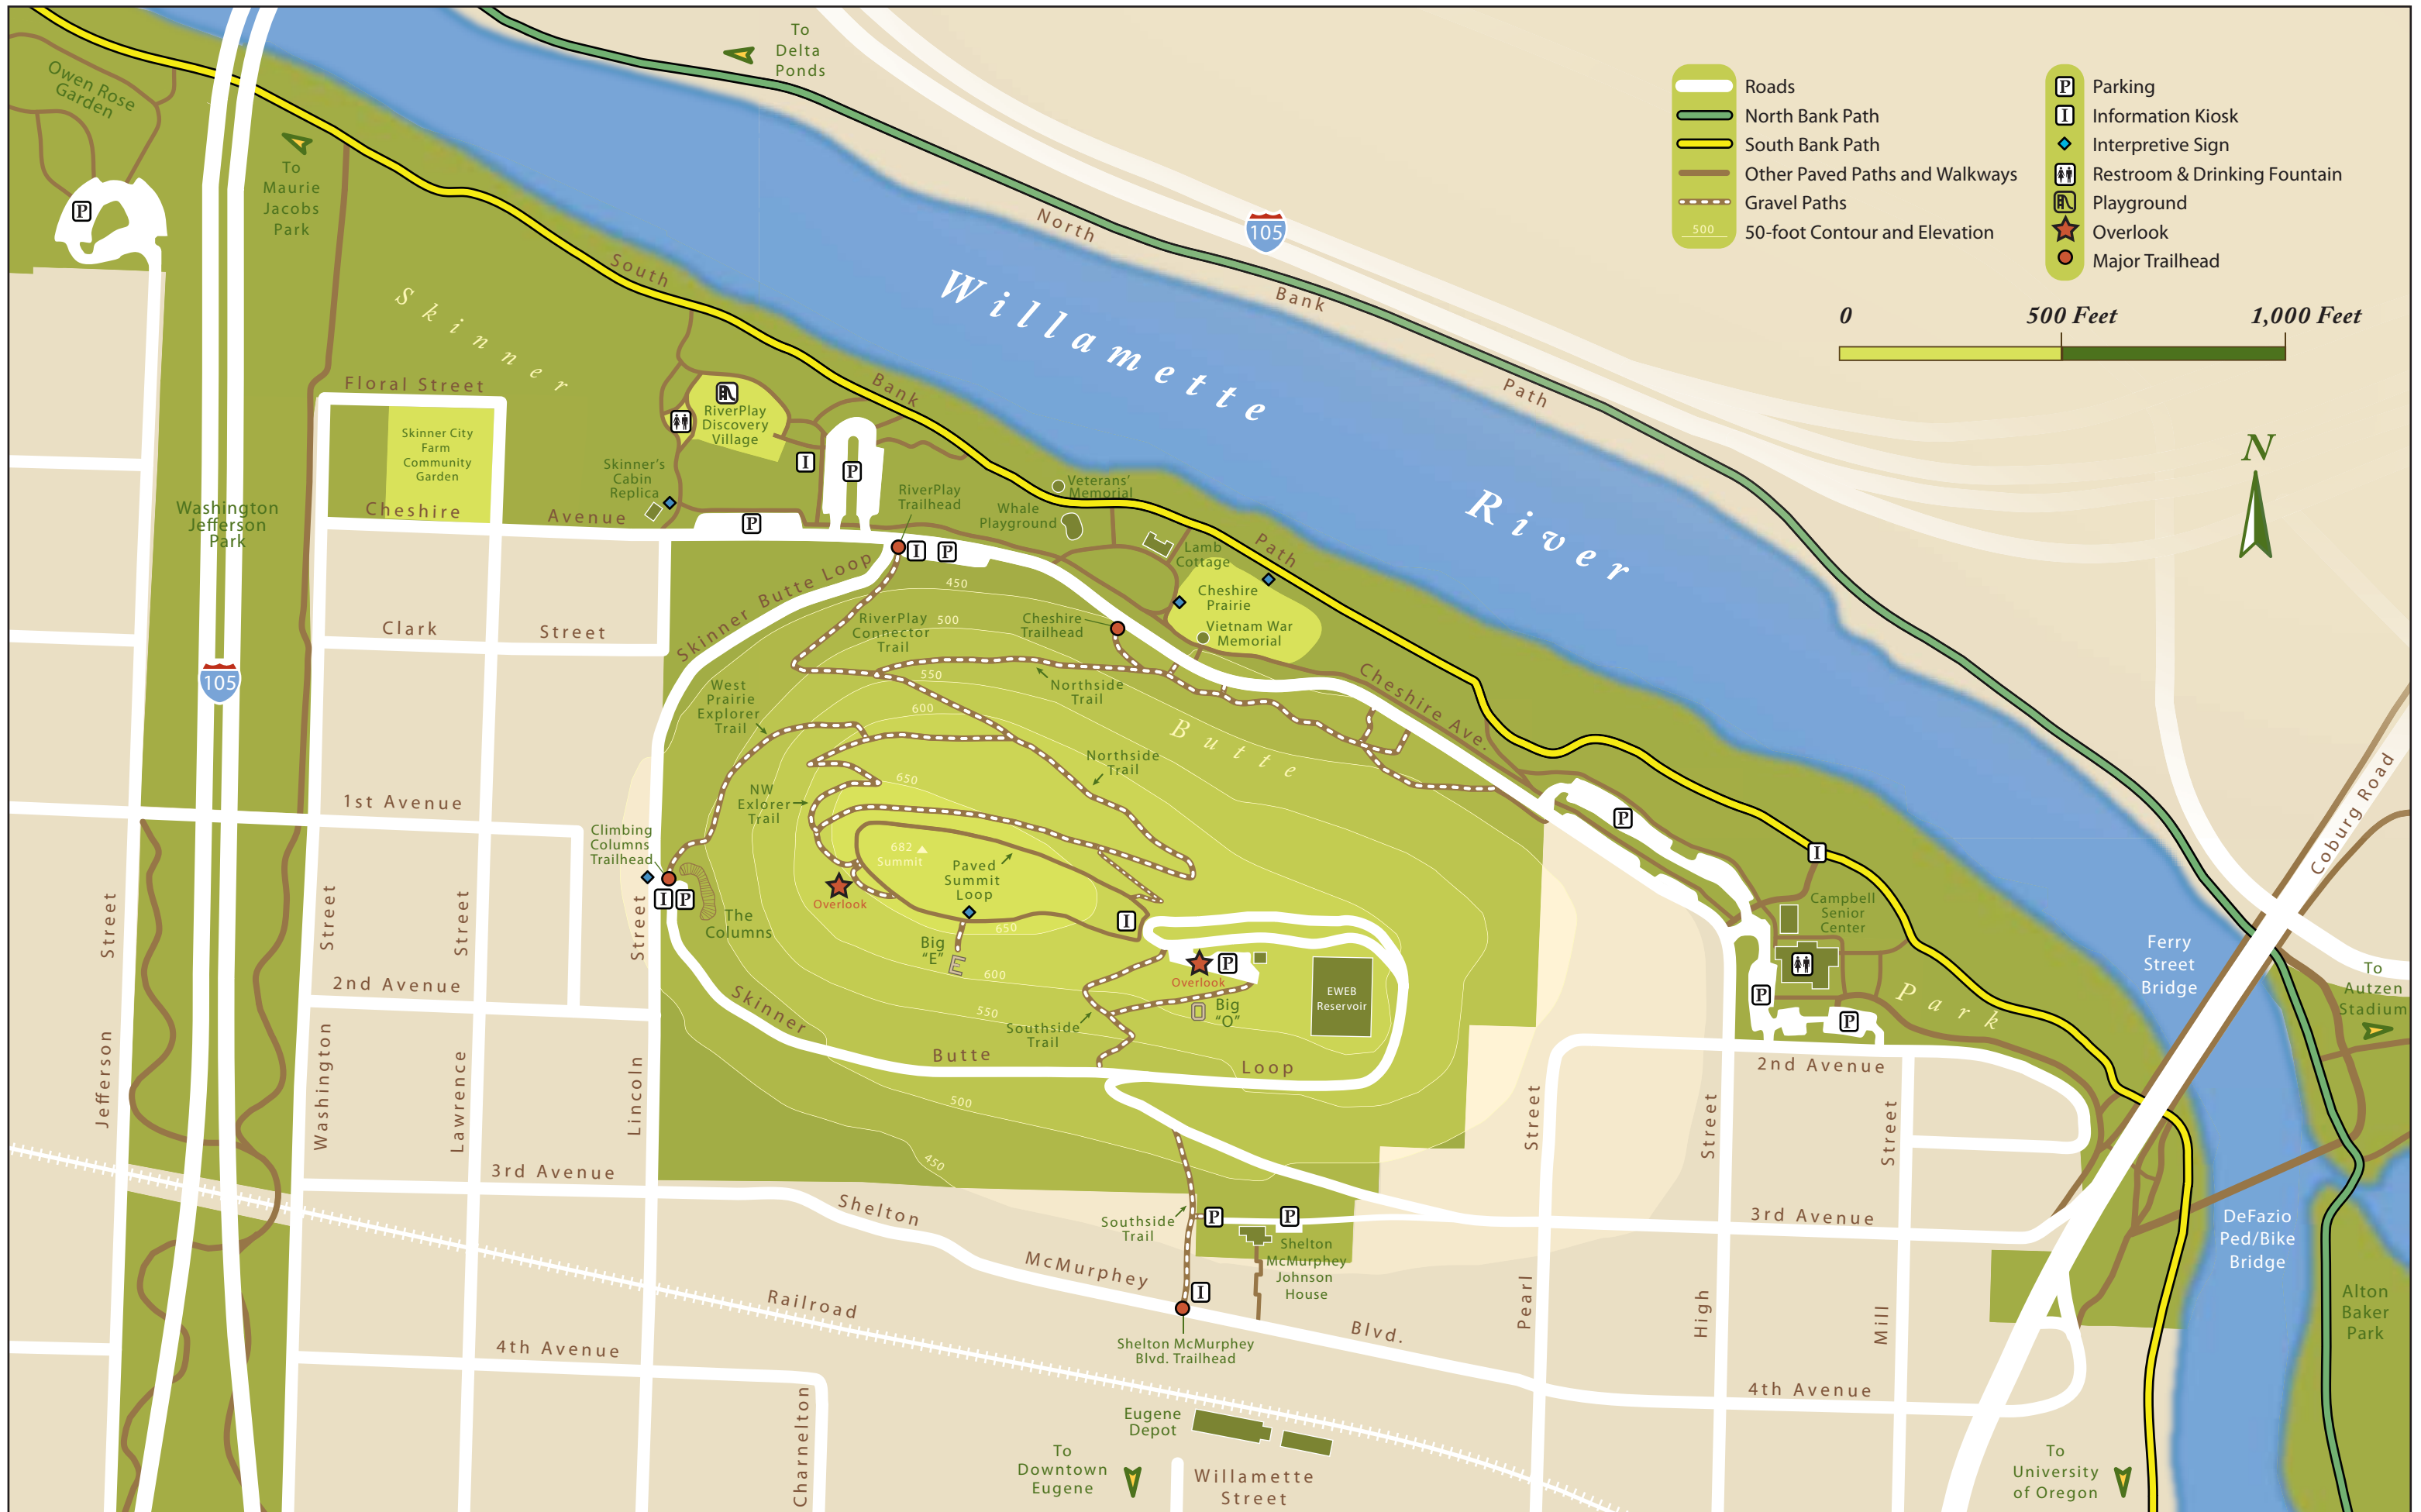 To
Delta
Ponds
Owen Rose
Garden
P
To
Maurie
Jacobs
Park
Roads
North Bank Path
South Bank Path
Other Paved Paths and Walkways
Gravel Paths
500
50-foot Contour and Elevation
P
Parking
I
Information Kiosk
Interpretive Sign
Restroom & Drinking Fountain
Playground
Overlook
Major Trailhead
0
500 Feet
1,000 Feet
N
105
North
Bank
Path
Willamette
River
South
Bank
Path
Skinner
Butte
Park
Floral Street
Skinner City
Farm
Community
Garden
Cheshire
Avenue
Washington
Jefferson
Park
RiverPlay
Discovery
Village
I
P
Skinner's
Cabin
Replica
P
RiverPlay
Trailhead
I
P
Veterans'
Memorial
Whale
Playground
Lamb
Cottage
Cheshire
Prairie
Vietnam War
Memorial
Cheshire
Trailhead
Clark
Street
105
Skinner Butte Loop
450
500
RiverPlay
Connector
Trail
550
600
650
Northside
Trail
Cheshire Ave.
West
Prairie
Explorer
Trail
Northside
Trail
NW
Exlorer
Trail
1st Avenue
Climbing
Columns
Trailhead
I
P
The
Columns
682
Summit
Paved
Summit
Loop
Overlook
650
Big
"E"
E
I
Overlook
P
O
Big
"O"
EWEB
Reservoir
600
550
500
450
Southside
Trail
Skinner
Butte
Loop
P
I
Campbell
Senior
Center
P
P
Coburg Road
Ferry
Street
Bridge
To
Autzen
Stadium
2nd Avenue
2nd Avenue
Jefferson
Street
Washington
Street
Lawrence
Street
Lincoln
Street
3rd Avenue
3rd Avenue
Shelton
McMurphey
Blvd.
Southside
Trail
P
P
Shelton
McMurphey
Johnson
House
I
Shelton McMurphey
Blvd. Trailhead
Railroad
4th Avenue
4th Avenue
Charnelton
Pearl
Street
High
Street
Mill
Street
DeFazio
Ped/Bike
Bridge
Alton
Baker
Park
Eugene
Depot
To
Downtown
Eugene
Willamette
Street
To
University
of Oregon